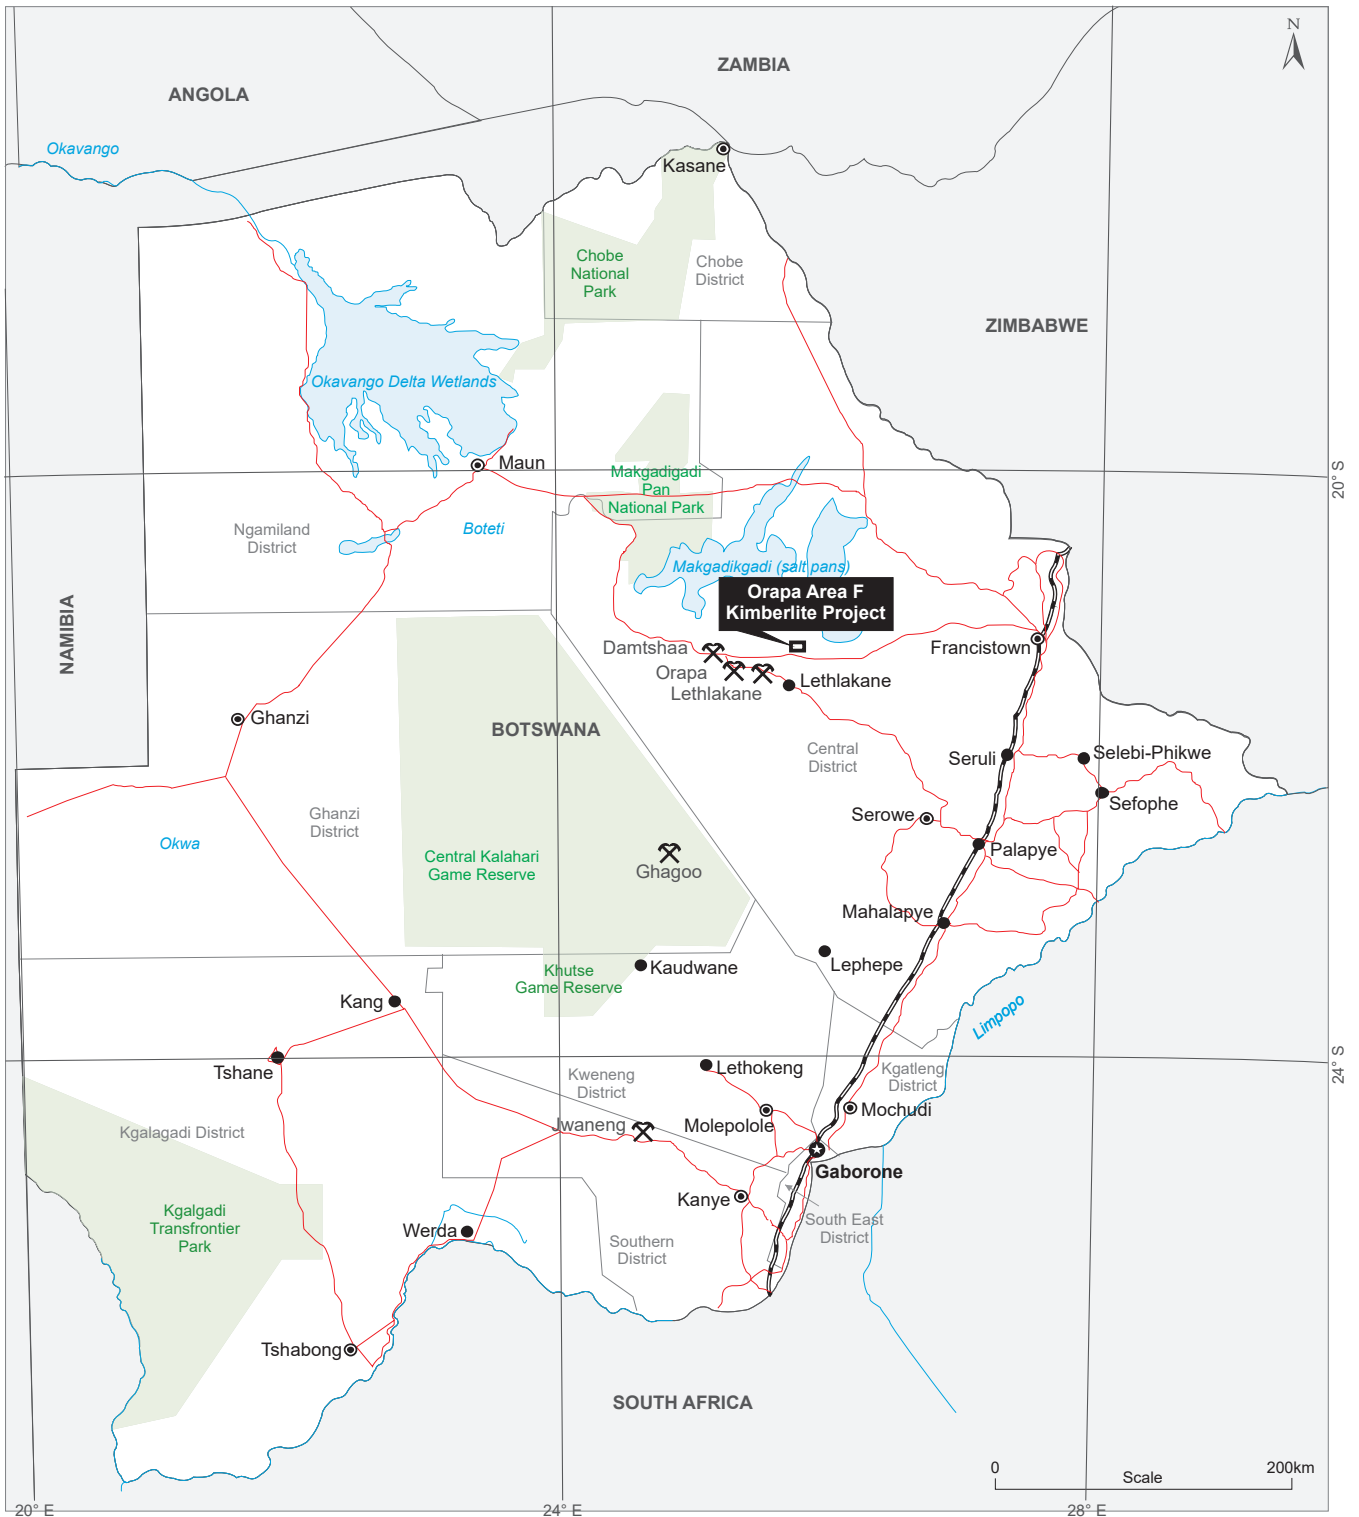 N
ZAMBIA
ANGOLA
Okavango
Kasane
Chobe
National
Park
Chobe
District
ZIMBABWE
Okavango Delta Wetlands
Maun
Makgadigadi
Pan
National Park
20° S
Ngamiland
District
Boteti
Makgadikgadi (salt pans)
Orapa Area F
Kimberlite Project
NAMIBIA
Damtshaa
Francistown
Orapa
Lethlakane
Lethlakane
Ghanzi
BOTSWANA
Central
District
Seruli
Selebi-Phikwe
Sefophe
Ghanzi
District
Serowe
Okwa
Palapye
Central Kalahari
Game Reserve
Ghagoo
Mahalapye
Lephepe
Kaudwane
Khutse
Game Reserve
Kang
Limpopo
24° S
Tshane
Lethokeng
Kweneng
District
Kgatleng
District
Mochudi
Molepolole
Jwaneng
Kgalagadi District
Gaborone
Kanye
Kgalgadi
Transfrontier
Park
South East
District
Werda
Southern
District
Tshabong
SOUTH AFRICA
0
Scale
200km
20° E
24° E
28° E